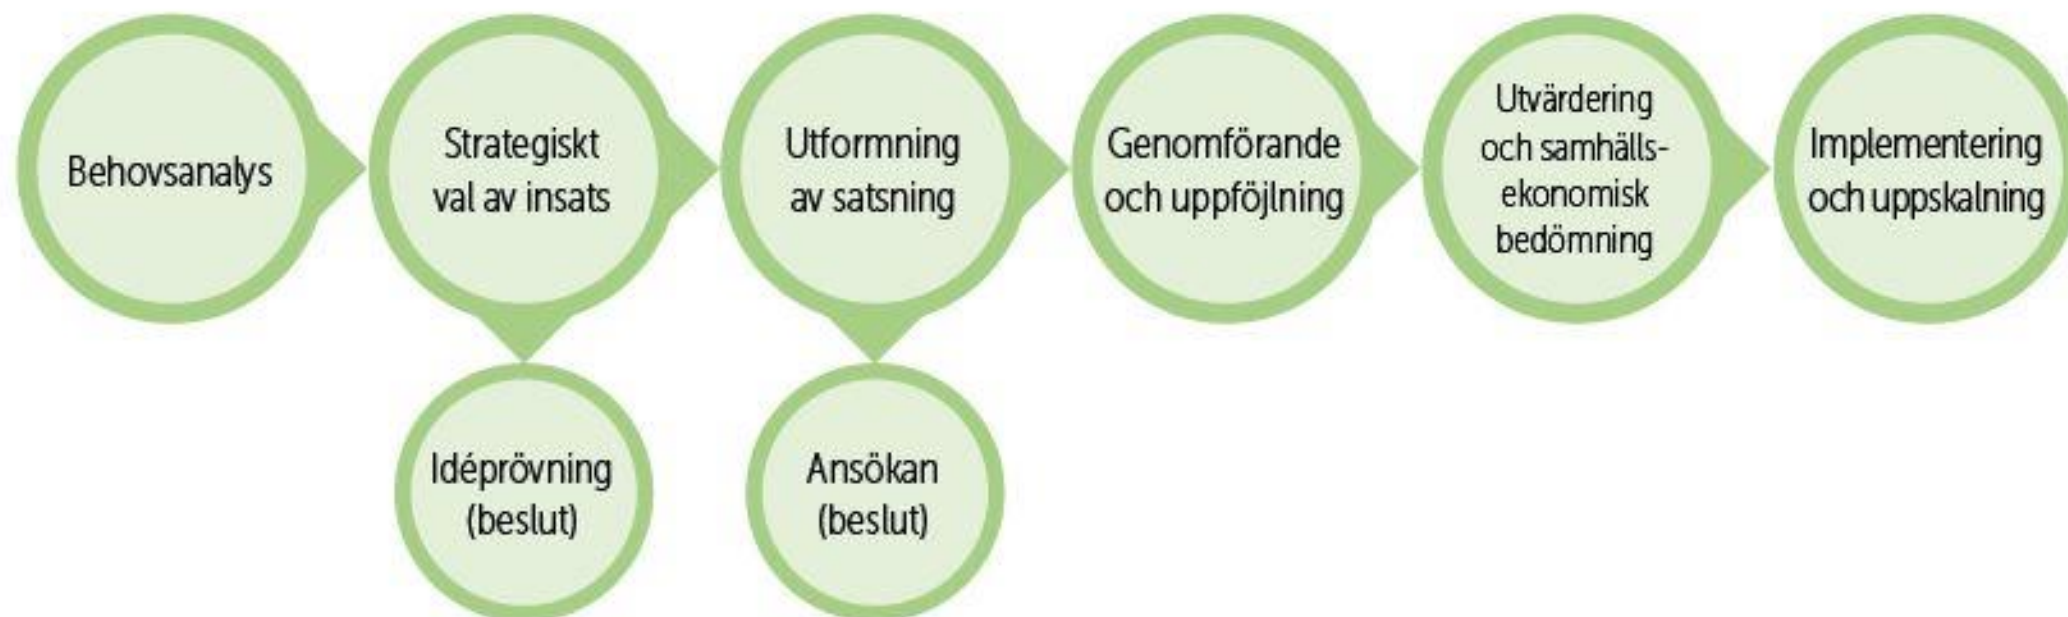 Behovsanalys
Strategiskt
val av insats
Utformning
av satsning
Genomförande
och uppföjlning
Utvärdering
och samhälls-
ekonomisk
bedömning
Implementering
och uppskalning
Idéprövning
(beslut)
Ansökan
(beslut)